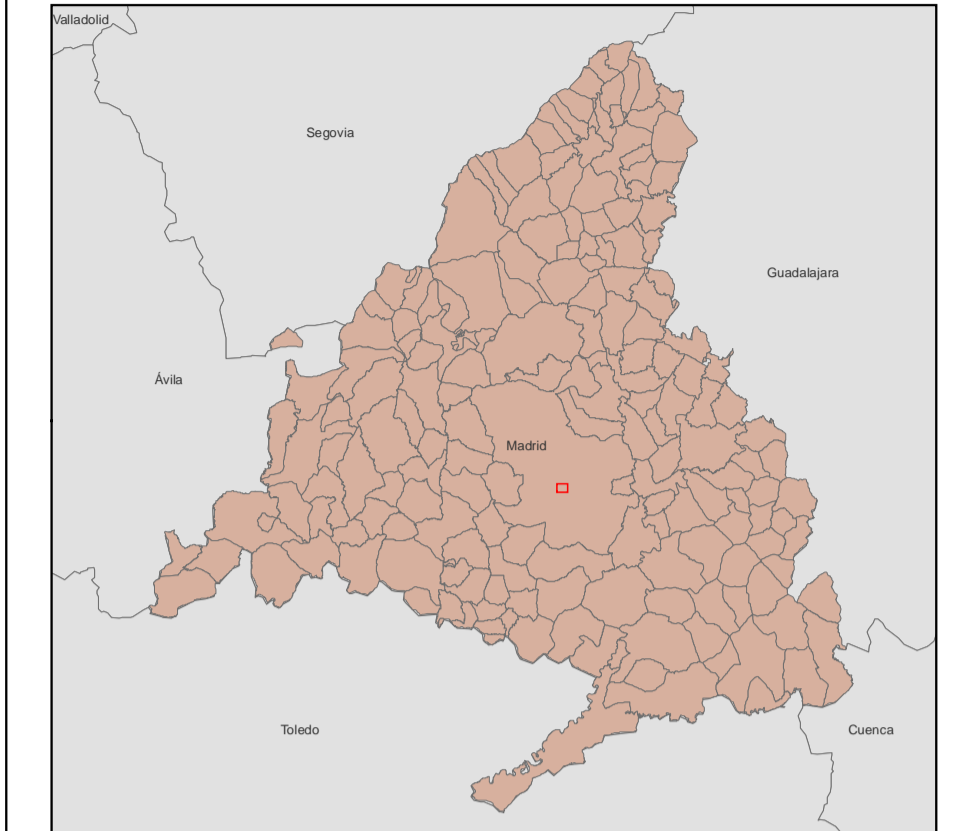 Valladolid
Segovia
Guadalajara
Ávila
Madrid
Toledo
Cuenca